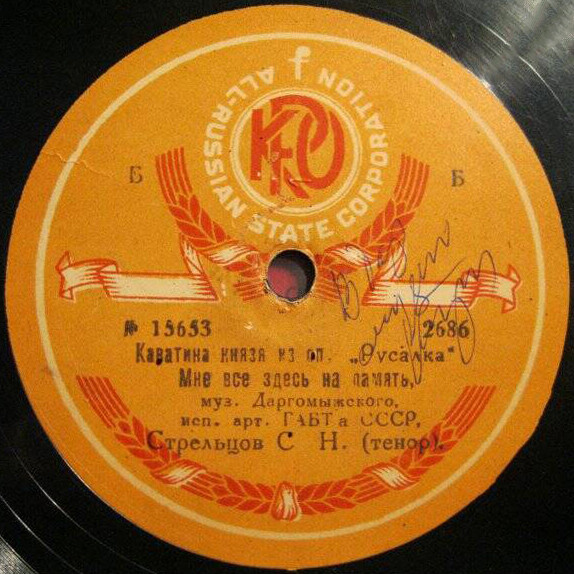 ALL-RUSSIAN STATE CORPORATION
Б Б
№ 15653 2686
Каватина князя из оп. „Русалка“
Мне все здесь на память,
муз. Даргомыжского,
исп. арт. ГАБТ а СССР,
Стрельцов С Н. (тенор).